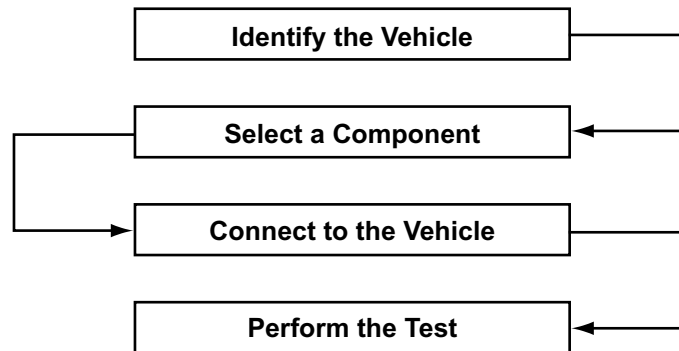 Identify the Vehicle
Select a Component
Connect to the Vehicle
Perform the Test